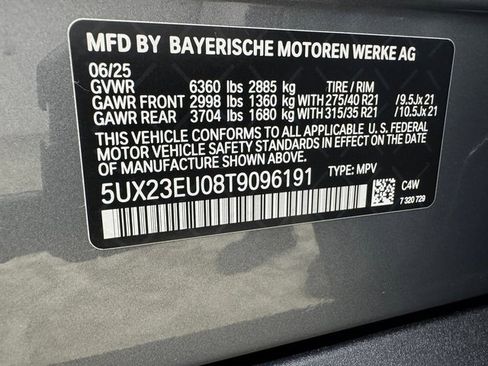 MFD BY BAYERISCHE MOTOREN WERKE AG
06/25
GVWR 6360 lbs 2885 kg TIRE / RIM
GAWR FRONT 2998 lbs 1360 kg WITH 275/40 R21 /9.5Jx 21
GAWR REAR 3704 lbs 1680 kg WITH 315/35 R21 /10.5Jx 21
THIS VEHICLE CONFORMS TO ALL APPLICABLE U. S. FEDERAL
MOTOR VEHICLE SAFETY STANDARDS IN EFFECT ON THE DATE
OF MANUFACTURE SHOWN ABOVE.
5UX23EU08T9096191 TYPE: MPV
C4W
7 320 729